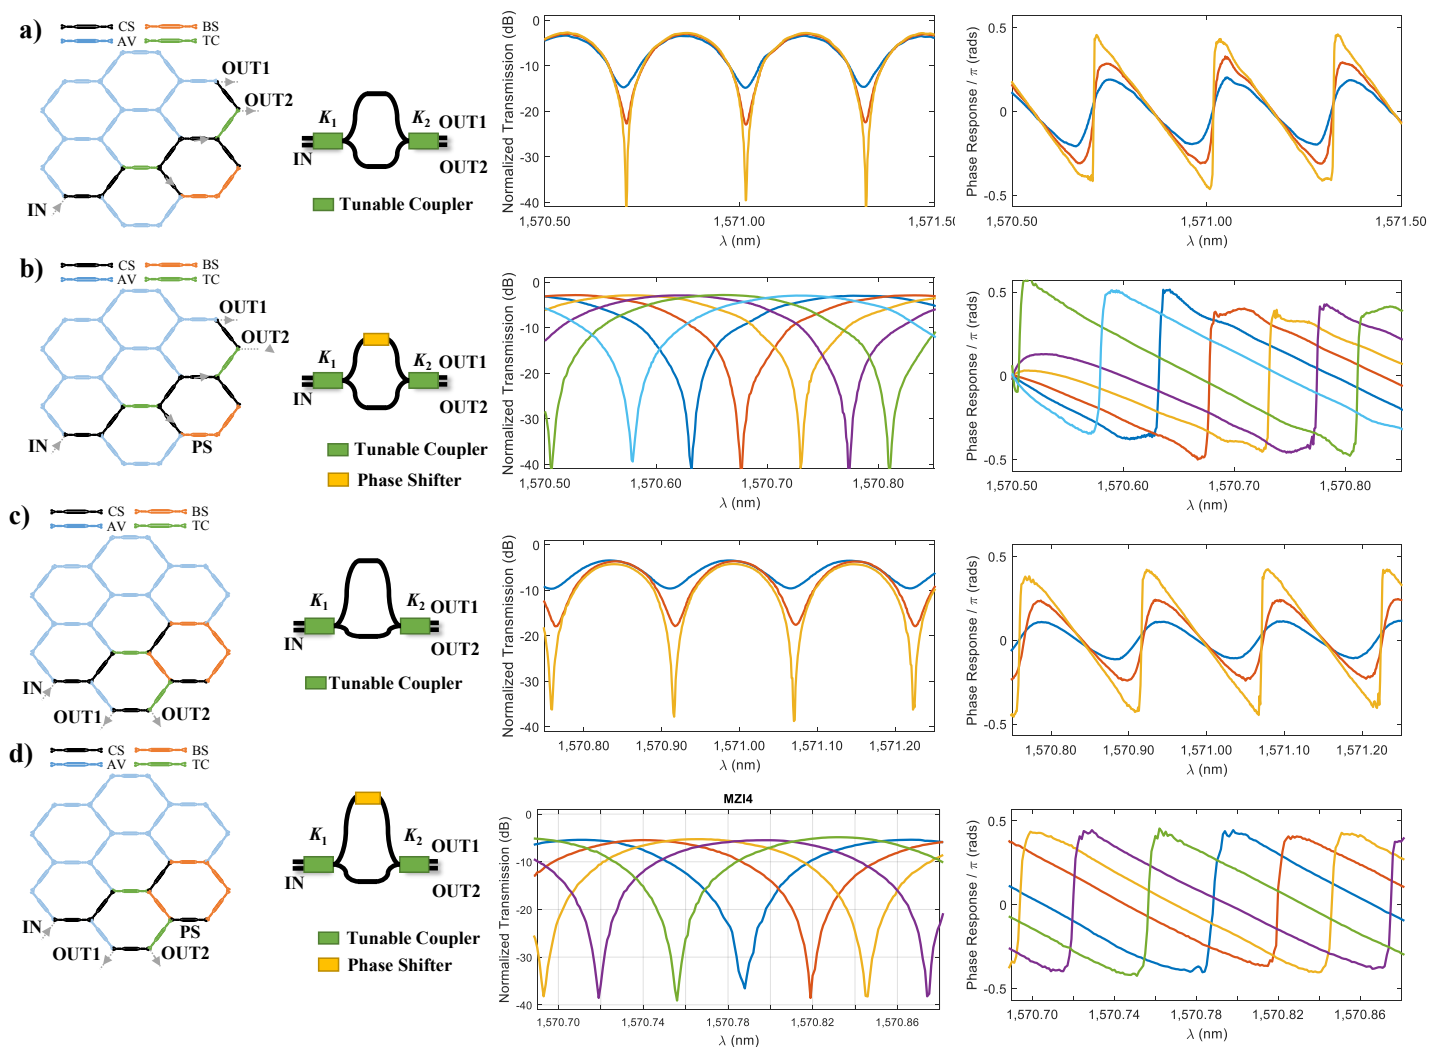 a)
CS BS
AV TC
OUT1
OUT2
IN
K1 K2 OUT1
IN OUT2
Tunable Coupler
Normalized Transmission (dB)
0
-10
-20
-30
-40
1,570.50 1,571.00 1,571.50
λ (nm)
Phase Response / π (rads)
0.5
0
-0.5
1,570.50 1,571.00 1,571.50
λ (nm)
b)
CS BS
AV TC
OUT1
OUT2
IN PS
K1 K2 OUT1
IN OUT2
Tunable Coupler
Phase Shifter
Normalized Transmission (dB)
0
-10
-20
-30
-40
1,570.50 1,570.60 1,570.70 1,570.80
λ (nm)
Phase Response / π (rads)
0.5
0
-0.5
1,570.50 1,570.60 1,570.70 1,570.80
λ (nm)
c)
CS BS
AV TC
IN
OUT1 OUT2
K1 K2 OUT1
IN OUT2
Tunable Coupler
Normalized Transmission (dB)
0
-10
-20
-30
-40
1,570.80 1,570.90 1,571.00 1,571.10 1,571.20
λ (nm)
Phase Response / π (rads)
0.5
0
-0.5
1,570.80 1,570.90 1,571.00 1,571.10 1,571.20
λ (nm)
d)
CS BS
AV TC
IN PS
OUT1 OUT2
K1 K2 OUT1
IN OUT2
Tunable Coupler
Phase Shifter
MZI4
Normalized Transmission (dB)
0
-10
-20
-30
-40
1,570.70 1,570.74 1,570.78 1,570.82 1,570.86
λ (nm)
Phase Response / π (rads)
0.5
0
-0.5
1,570.70 1,570.74 1,570.78 1,570.82 1,570.86
λ (nm)